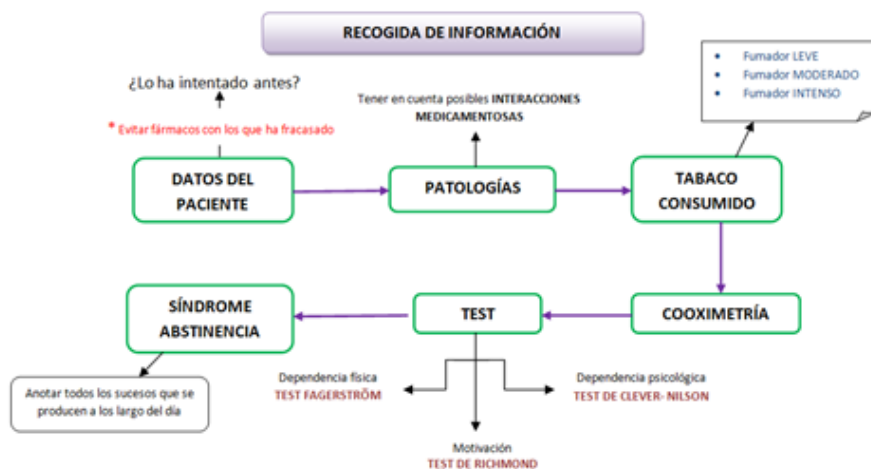 RECOGIDA DE INFORMACIÓN
¿Lo ha intentado antes?
* Evitar fármacos con los que ha fracasado
Tener en cuenta posibles INTERACCIONES
MEDICAMENTOSAS
• Fumador LEVE
• Fumador MODERADO
• Fumador INTENSO
DATOS DEL
PACIENTE
PATOLOGÍAS
TABACO
CONSUMIDO
SÍNDROME
ABSTINENCIA
TEST
COOXIMETRÍA
Anotar todos los sucesos que se
producen a los largo del día
Dependencia física
TEST FAGERSTRÖM
Dependencia psicológica
TEST DE CLEVER- NILSON
Motivación
TEST DE RICHMOND